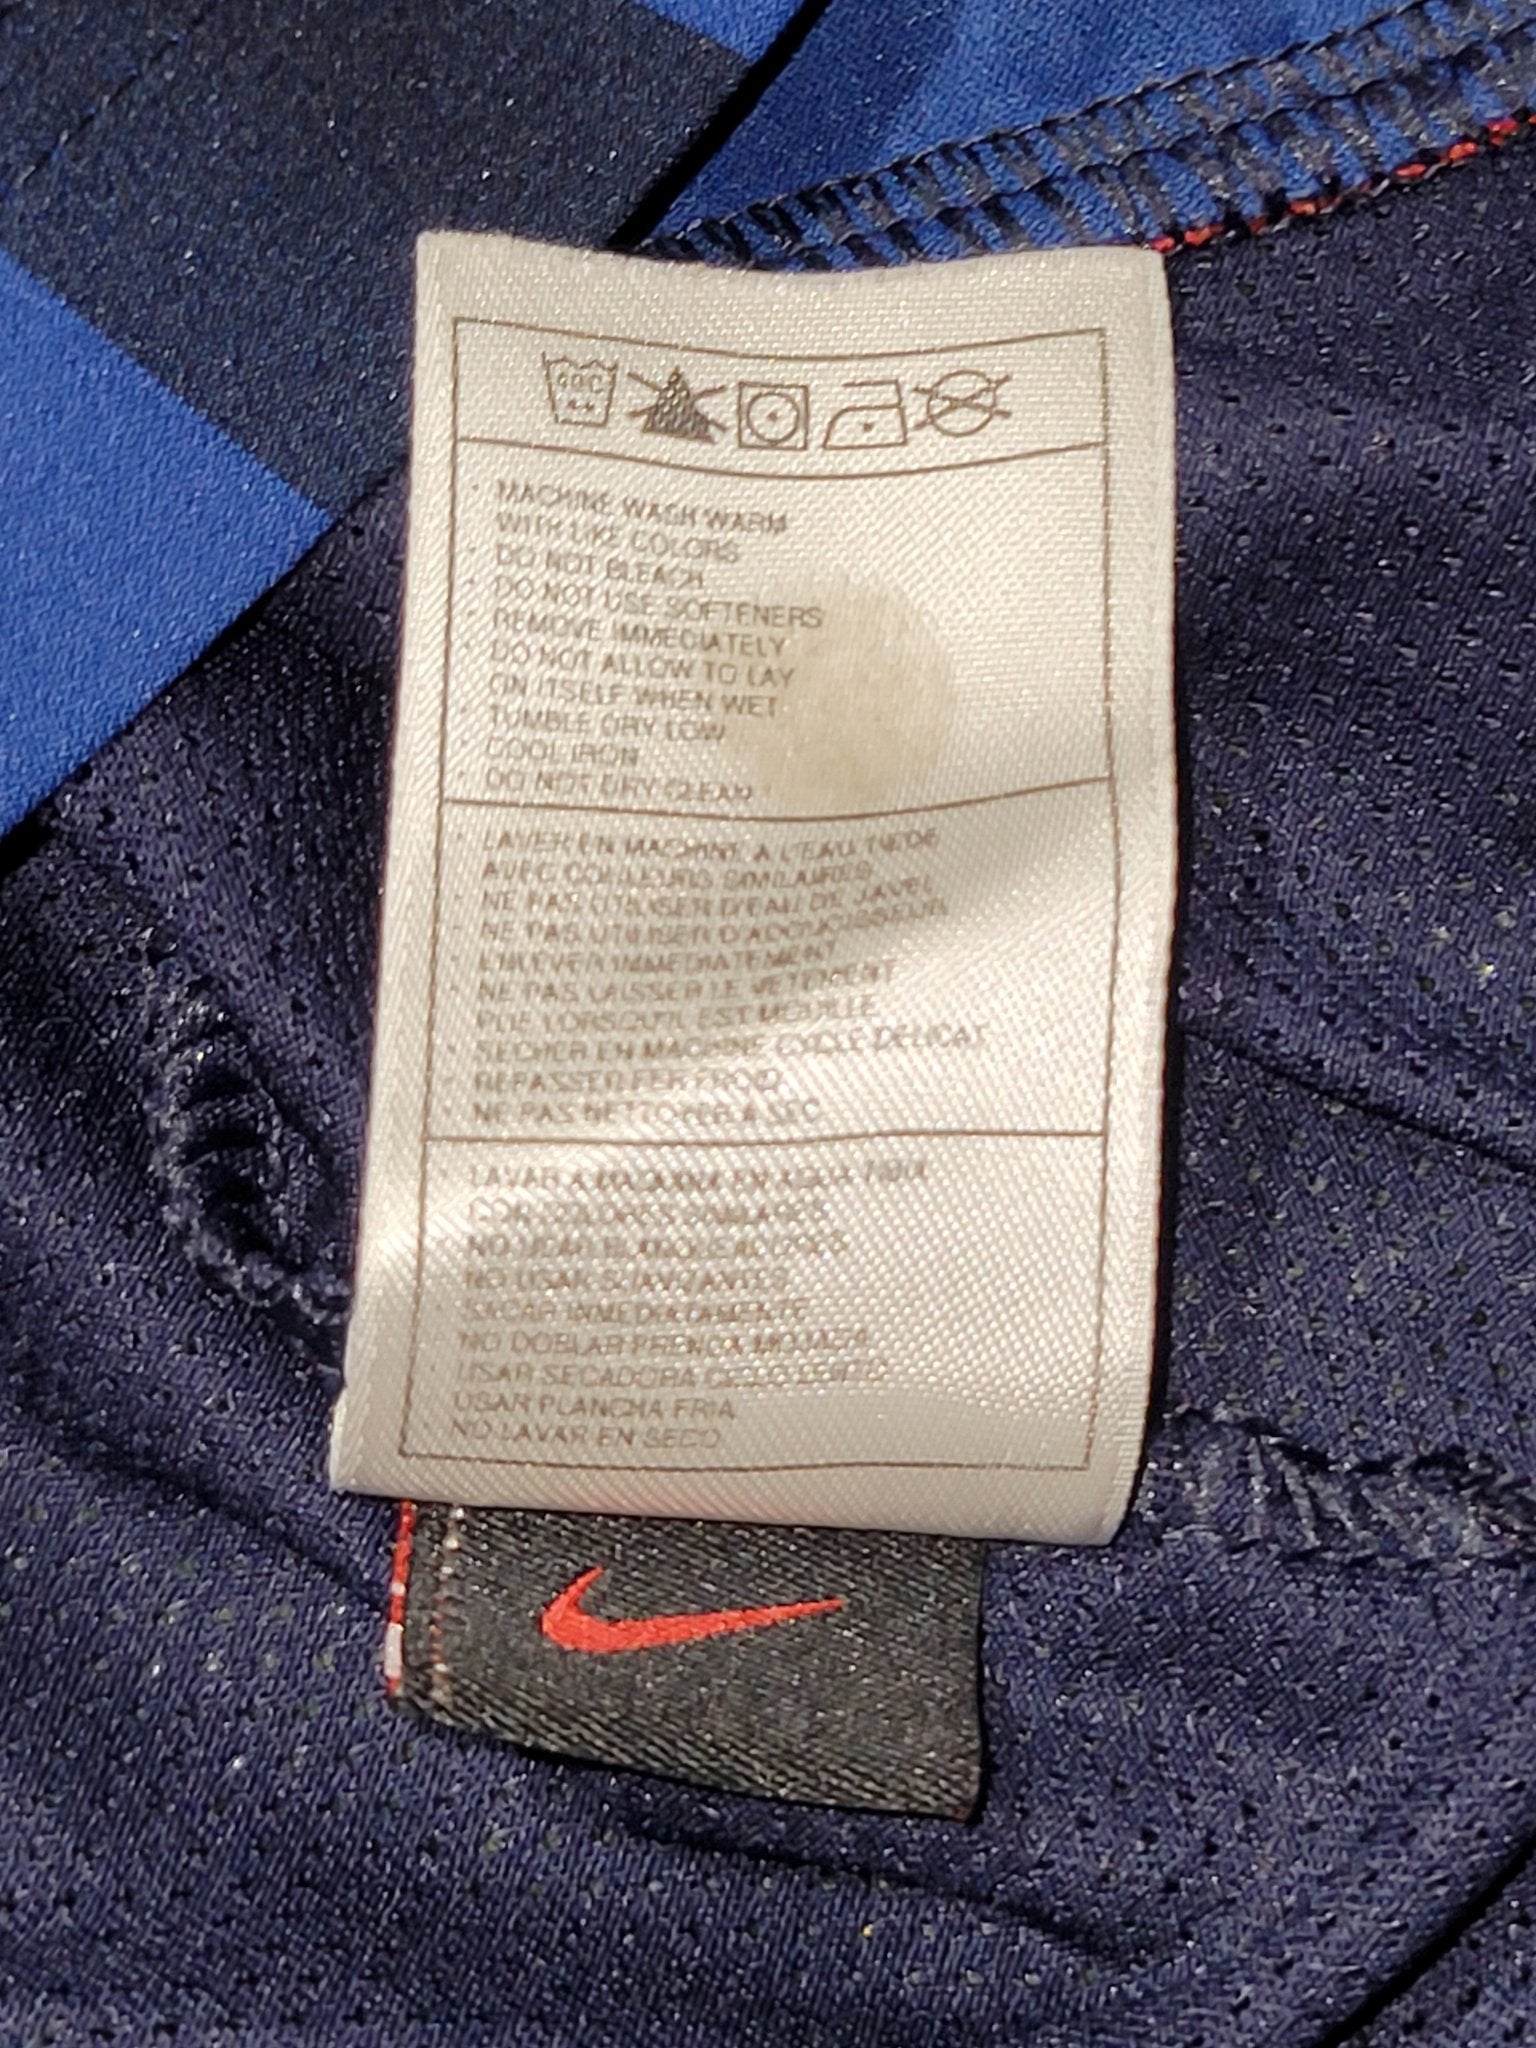 40C
· MACHINE WASH WARM
WITH LIKE COLORS
· DO NOT BLEACH
· DO NOT USE SOFTENERS
· REMOVE IMMEDIATELY
· DO NOT ALLOW TO LAY
ON ITSELF WHEN WET
· TUMBLE DRY LOW
· COOL IRON
· DO NOT DRY CLEAN
· LAVER EN MACHINE A L'EAU TIEDE
AVEC COULEURS SIMILAIRES
· NE PAS UTILISER D'EAU DE JAVEL
· NE PAS UTILISER D'ADOUCISSEUR
· ENLEVER IMMEDIATEMENT
· NE PAS LAISSER LE VETEMENT
PLIE LORSQU'IL EST MOUILLE
· SECHER EN MACHINE CYCLE DELICAT
· REPASSER FER FROID
· NE PAS NETTOYER A SEC
· LAVAR A MAQUINA EN AGUA TIBIA
CON COLORES SIMILARES
· NO USAR BLANQUEADORES
· NO USAR SUAVIZANTES
· SACAR IMMEDIATAMENTE
· NO DOBLAR PRENDA MOJADA
· USAR SECADORA CICLO LENTO
· USAR PLANCHA FRIA
· NO LAVAR EN SECO